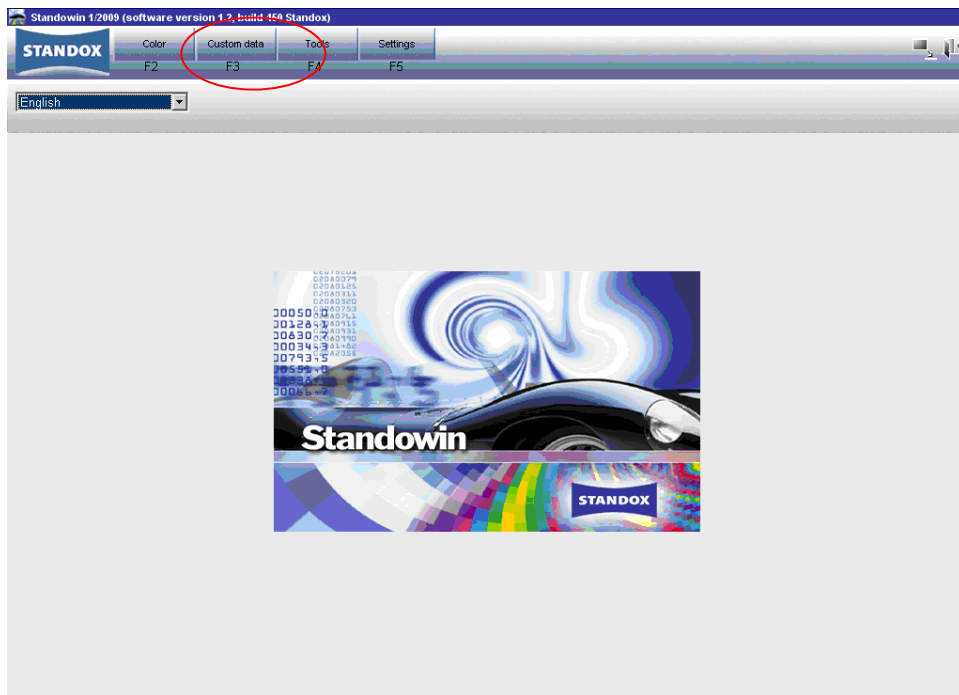 Standowin 1/2009 (software version 1.2, build 450 Standox)
STANDOX
Color Custom data Tools Settings
F2 F3 F4 F5
English
Standowin
STANDOX